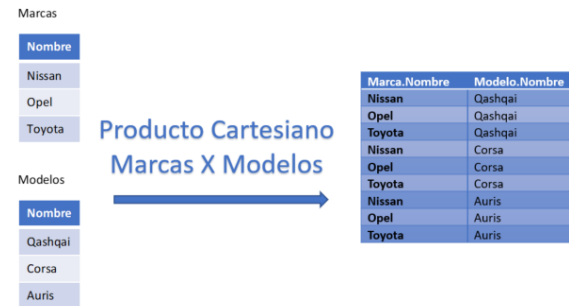 Marcas
Nombre
Nissan
Opel
Toyota
Modelos
Nombre
Qashqai
Corsa
Auris
Producto Cartesiano
Marcas X Modelos
Marca.Nombre Modelo.Nombre
Nissan Qashqai
Opel Qashqai
Toyota Qashqai
Nissan Corsa
Opel Corsa
Toyota Corsa
Nissan Auris
Opel Auris
Toyota Auris